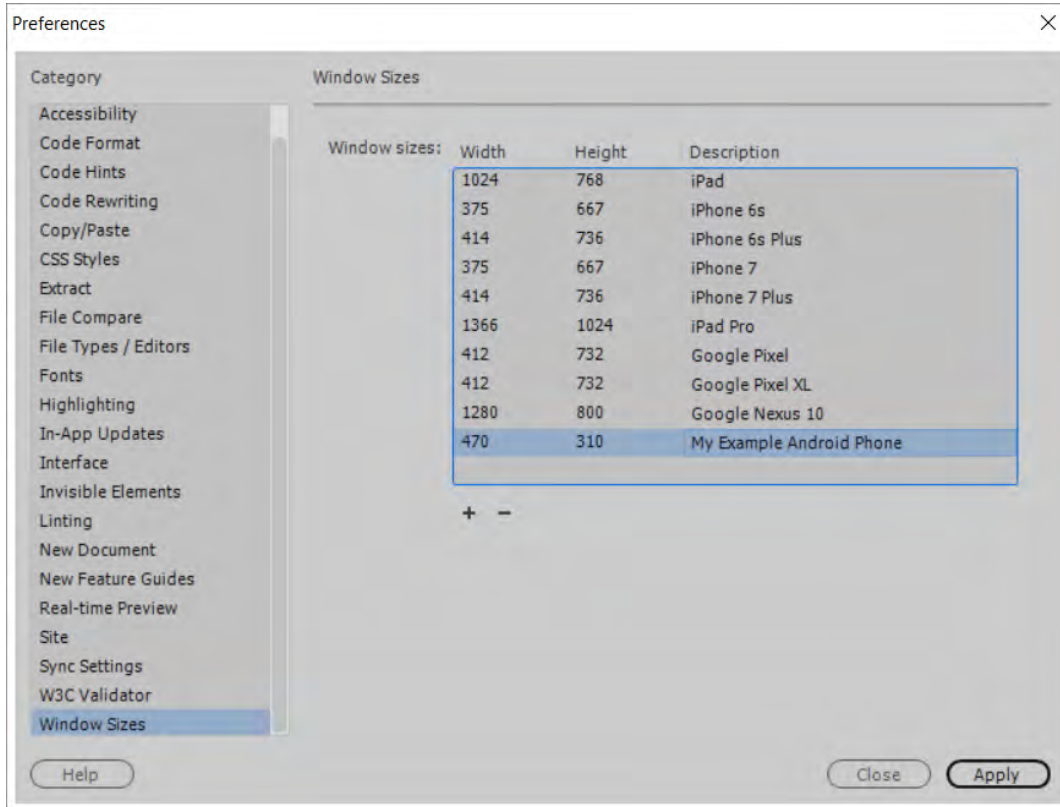 Preferences
Category
Accessibility
Code Format
Code Hints
Code Rewriting
Copy/Paste
CSS Styles
Extract
File Compare
File Types / Editors
Fonts
Highlighting
In-App Updates
Interface
Invisible Elements
Linting
New Document
New Feature Guides
Real-time Preview
Site
Sync Settings
W3C Validator
Window Sizes
Window Sizes
Window sizes: Width Height Description
1024 768 iPad
375 667 iPhone 6s
414 736 iPhone 6s Plus
375 667 iPhone 7
414 736 iPhone 7 Plus
1366 1024 iPad Pro
412 732 Google Pixel
412 732 Google Pixel XL
1280 800 Google Nexus 10
470 310 My Example Android Phone
+ −
Help Close Apply